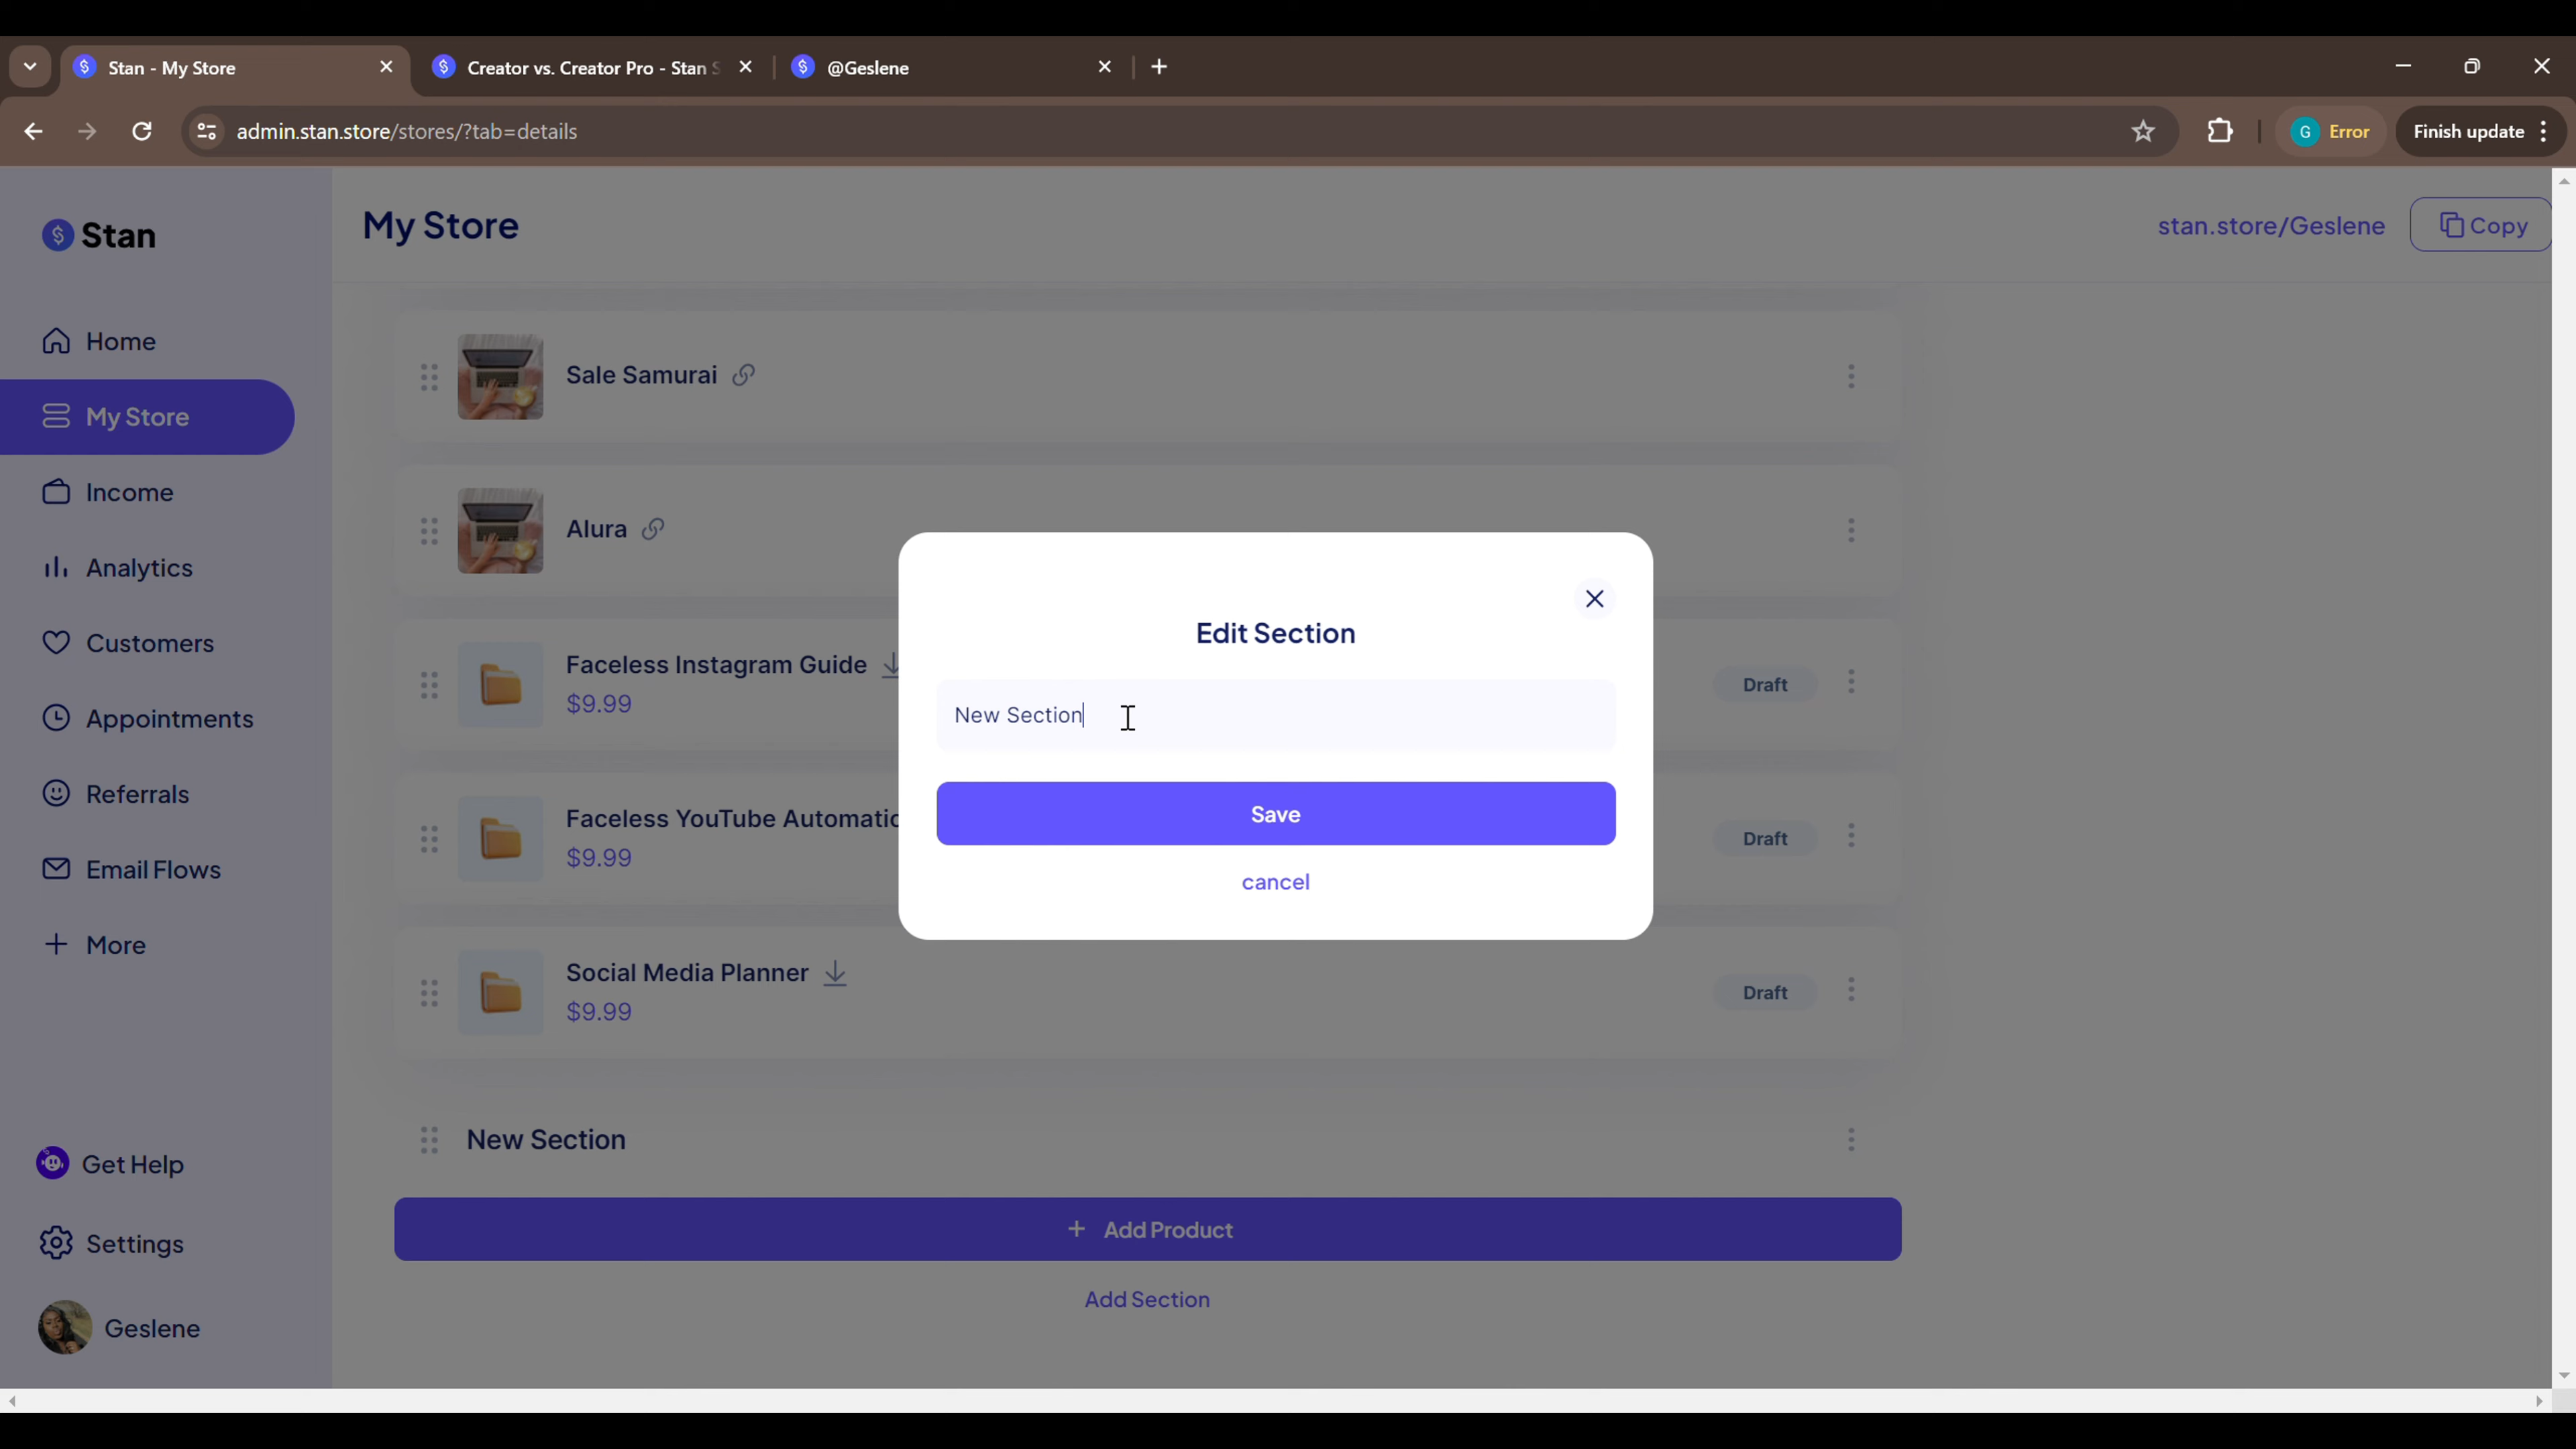 Stan - My Store
Creator vs. Creator Pro - Stan S
@Geslene
admin.stan.store/stores/?tab=details
G Error
Finish update
Stan
My Store
stan.store/Geslene
Copy
Home
My Store
Income
Analytics
Customers
Appointments
Referrals
Email Flows
More
Get Help
Settings
Geslene
Sale Samurai
Alura
Faceless Instagram Guide
$9.99
Draft
Faceless YouTube Automatic
$9.99
Draft
Social Media Planner
$9.99
Draft
New Section
+ Add Product
Add Section
Edit Section
New Section
Save
cancel